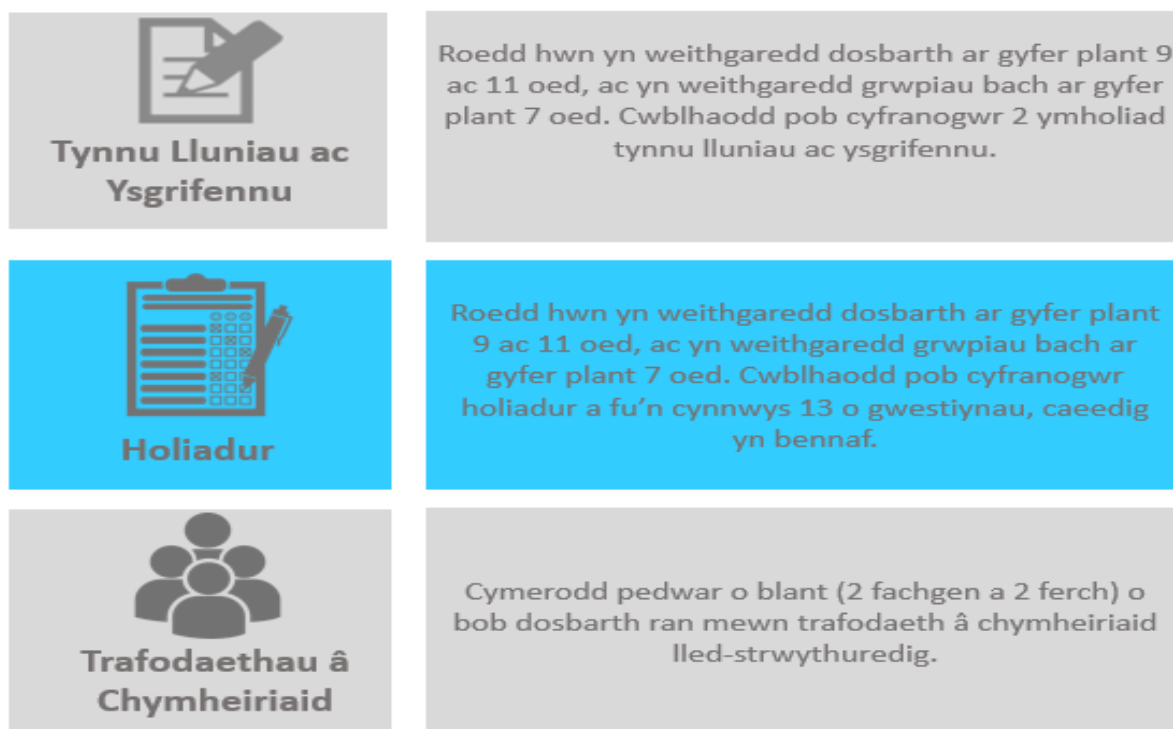 Tynnu Lluniau ac
Ysgrifennu
Roedd hwn yn weithgaredd dosbarth ar gyfer plant 9
ac 11 oed, ac yn weithgaredd grwpiau bach ar gyfer
plant 7 oed. Cwblhaodd pob cyfranogwr 2 ymholiad
tynnu lluniau ac ysgrifennu.
Holiadur
Roedd hwn yn weithgaredd dosbarth ar gyfer plant
9 ac 11 oed, ac yn weithgaredd grwpiau bach ar
gyfer plant 7 oed. Cwblhaodd pob cyfranogwr
holiadur a fu’n cynnwys 13 o gwestiynau, caeedig
yn bennaf.
Trafodaethau â
Chymheiriaid
Cymerodd pedwar o blant (2 fachgen a 2 ferch) o
bob dosbarth ran mewn trafodaeth â chymheiriaid
lled-strwythuredig.